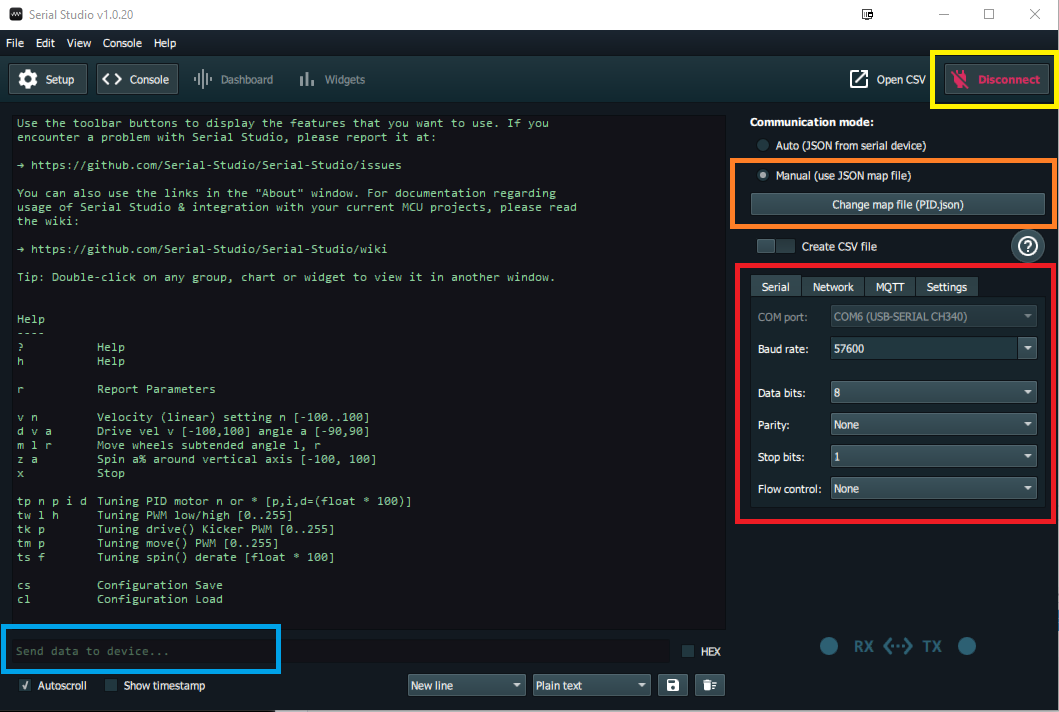 Serial Studio v1.0.20
File Edit View Console Help
Setup Console Dashboard Widgets Open CSV Disconnect
Use the toolbar buttons to display the features that you want to use. If you
encounter a problem with Serial Studio, please report it at:
→ https://github.com/Serial-Studio/Serial-Studio/issues
You can also use the links in the "About" window. For documentation regarding
usage of Serial Studio & integration with your current MCU projects, please read
the wiki:
→ https://github.com/Serial-Studio/Serial-Studio/wiki
Tip: Double-click on any group, chart or widget to view it in another window.
Help
----
? Help
h Help
r Report Parameters
v n Velocity (linear) setting n [-100..100]
d v a Drive vel v [-100,100] angle a [-90,90]
m l r Move wheels subtended angle l, r
z a Spin a% around vertical axis [-100, 100]
x Stop
tp n p i d Tuning PID motor n or * [p,i,d=(float * 100)]
tw l h Tuning PWM low/high [0..255]
tk p Tuning drive() Kicker PWM [0..255]
tm p Tuning move() PWM [0..255]
ts f Tuning spin() derate [float * 100]
cs Configuration Save
cl Configuration Load
Send data to device...
HEX
Autoscroll Show timestamp New line Plain text
Communication mode:
Auto (JSON from serial device)
Manual (use JSON map file)
Change map file (PID.json)
Create CSV file
?
Serial Network MQTT Settings
COM port: COM6 (USB-SERIAL CH340)
Baud rate: 57600
Data bits: 8
Parity: None
Stop bits: 1
Flow control: None
RX TX